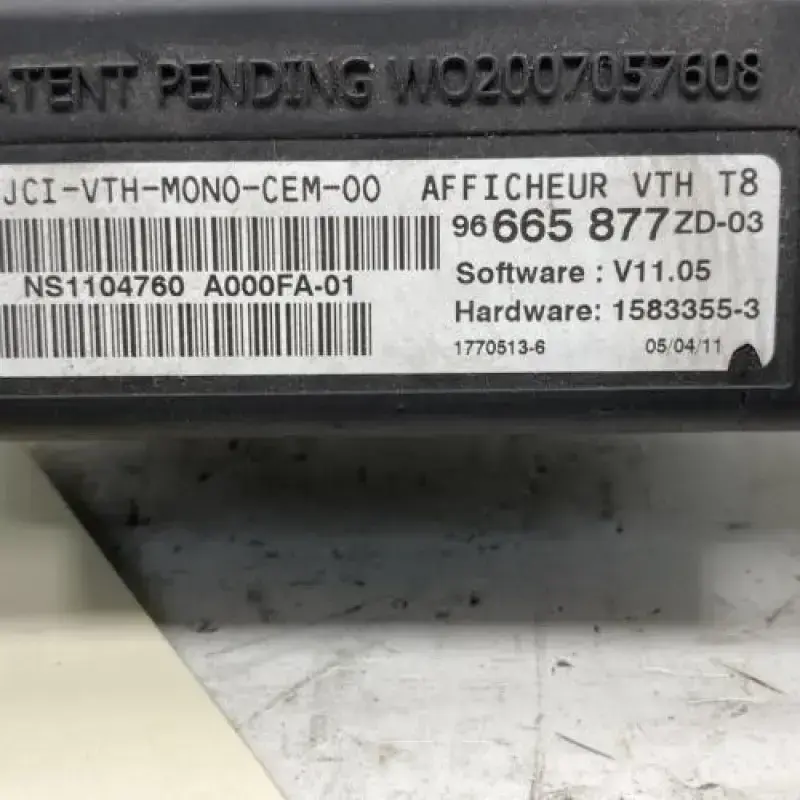 PATENT PENDING WO2007057608
JCI-VTH-MONO-CEM-00 AFFICHEUR VTH T8
96 665 877 ZD-03
NS1104760 A000FA-01
Software : V11.05
Hardware: 1583355-3
1770513-6 05/04/11